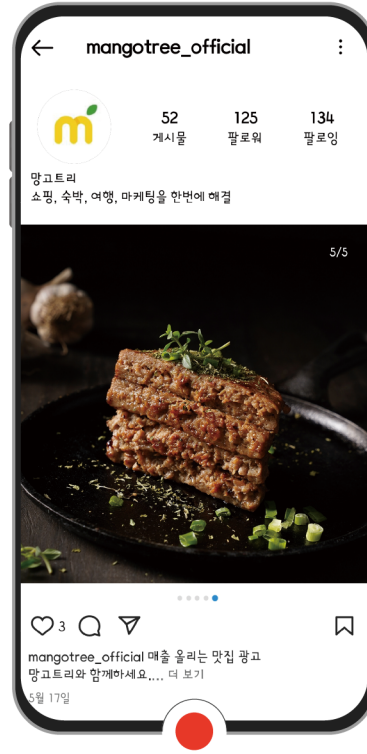 mangotree_official
m
52 125 134
게시물 팔로워 팔로잉
망고트리
쇼핑, 숙박, 여행, 마케팅을 한번에 해결
5/5
3
mangotree_official 매출 올리는 맛집 광고
망고트리와 함께하세요.... 더 보기
5월 17일